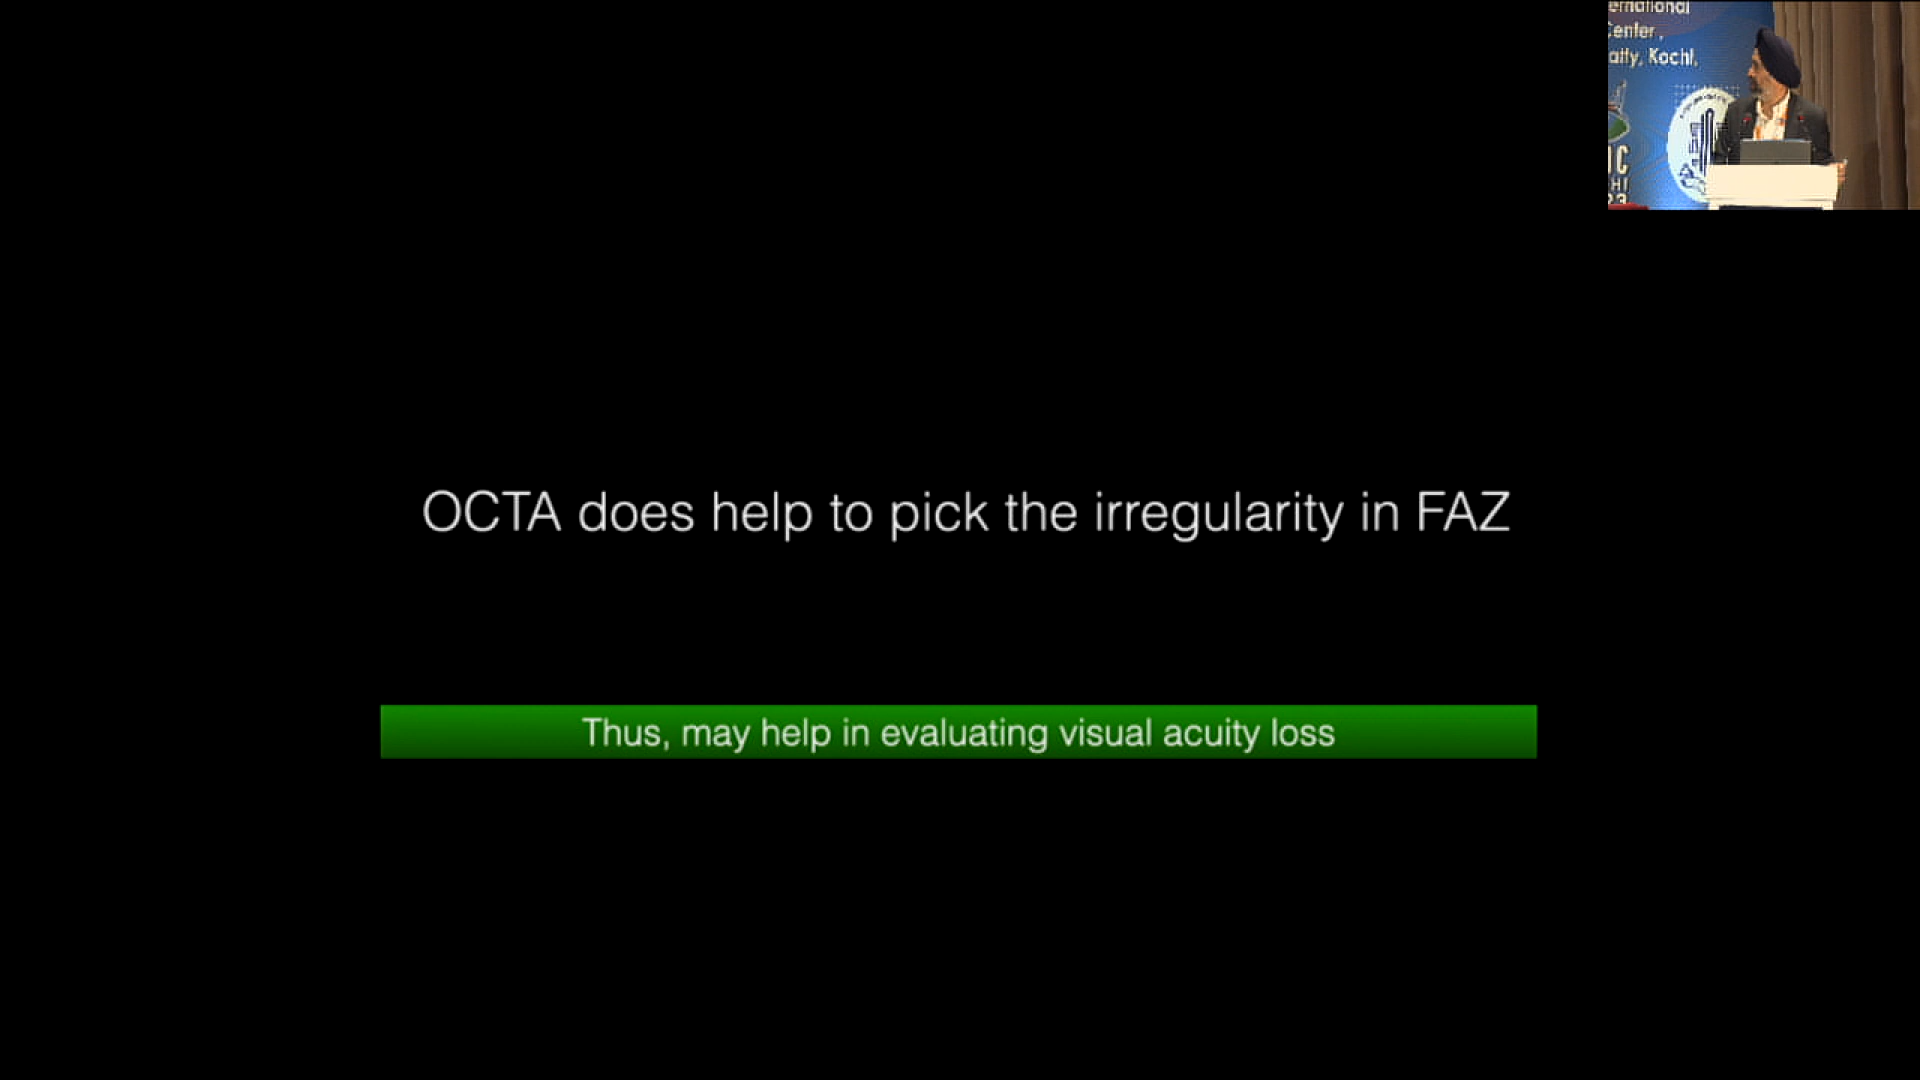 ernational
Center,
Kochi,
OCTA does help to pick the irregularity in FAZ
Thus, may help in evaluating visual acuity loss